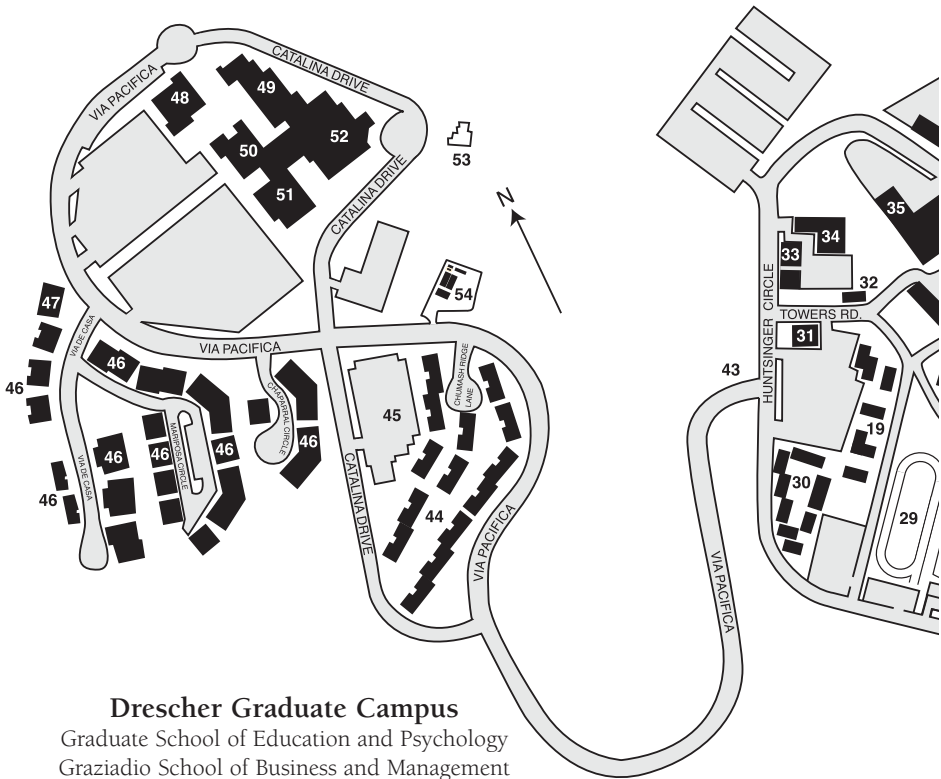 CATALINA DRIVE
VIA PACIFICA
49
48
52
50
53
CATALINA DRIVE
51
N
35
34
33
HUNTSINGER CIRCLE
32
54
47
TOWERS RD.
VIA DE CASA
31
VIA PACIFICA
46
CHUMASH RIDGE
LANE
43
46
CHAPARRAL CIRCLE
45
19
46
46
46
46
MARIPOSA CIRCLE
VIA DE CASA
46
CATALINA DRIVE
30
44
29
VIA PACIFICA
VIA PACIFICA
Drescher Graduate Campus
Graduate School of Education and Psychology
Graziadio School of Business and Management